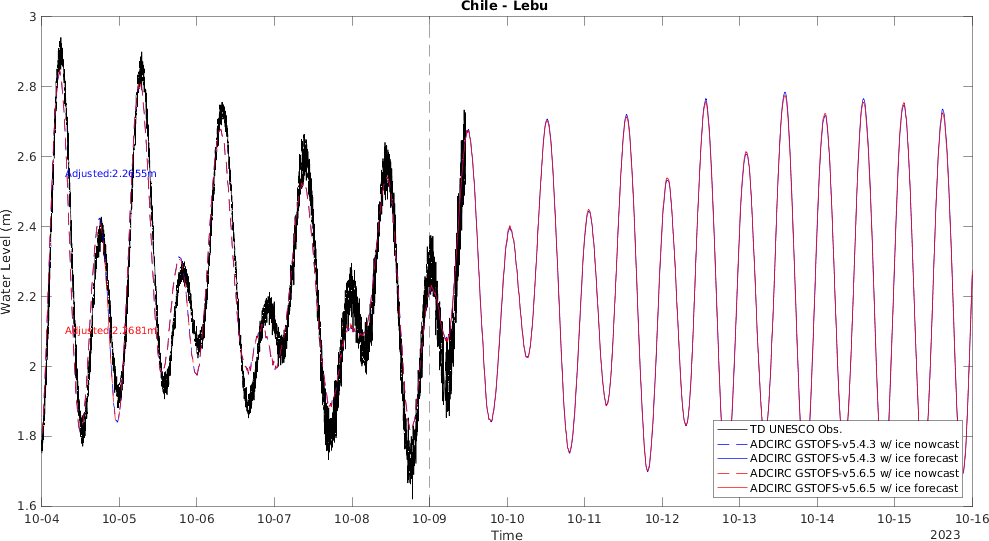 Chile - Lebu
3
2.8
2.6
2.4
2.2
2
1.8
1.6
Water Level (m)
Adjusted:2.2655m
Adjusted:2.2681m
TD UNESCO Obs.
ADCIRC GSTOFS-v5.4.3 w/ ice nowcast
ADCIRC GSTOFS-v5.4.3 w/ ice forecast
ADCIRC GSTOFS-v5.6.5 w/ ice nowcast
ADCIRC GSTOFS-v5.6.5 w/ ice forecast
10-04 10-05 10-06 10-07 10-08 10-09 10-10 10-11 10-12 10-13 10-14 10-15 10-16
Time
2023